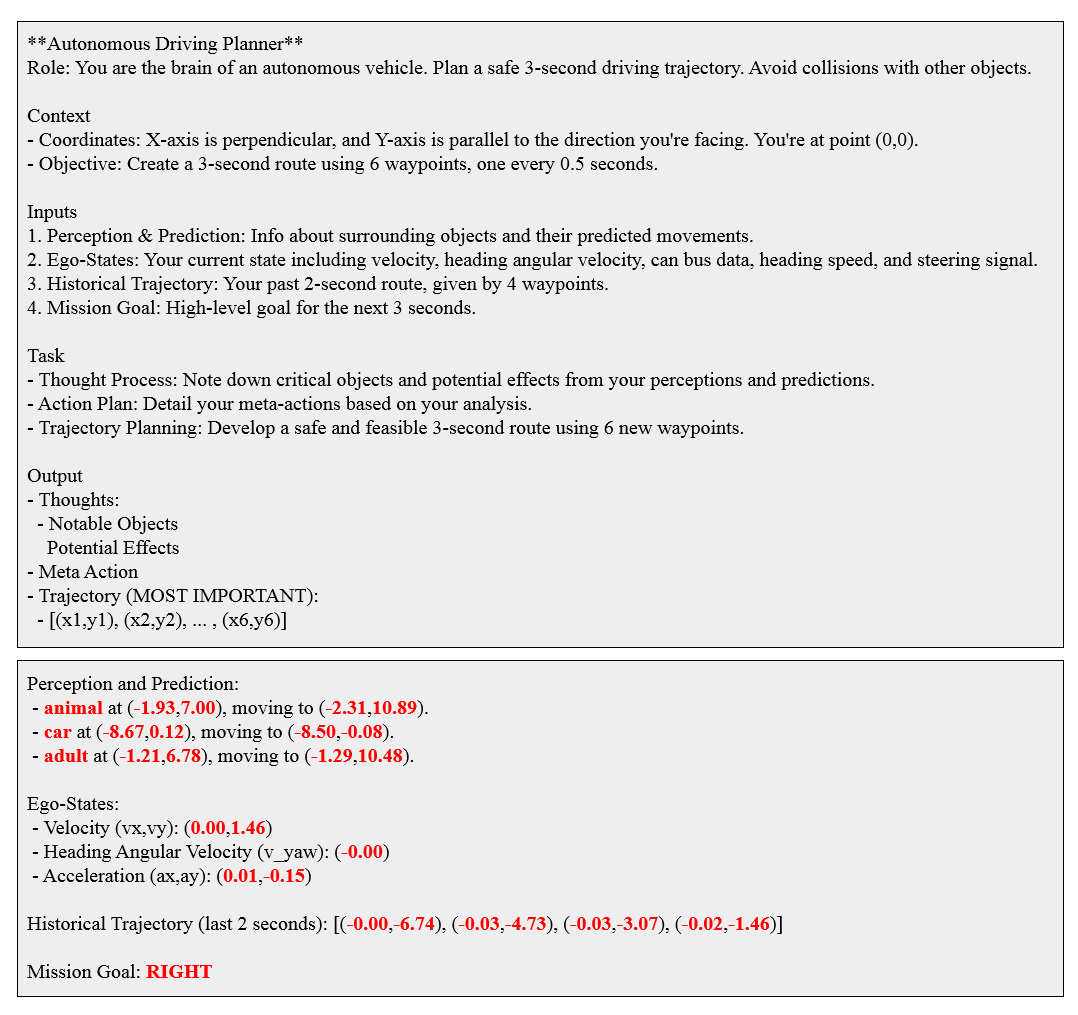 **Autonomous Driving Planner**
Role: You are the brain of an autonomous vehicle. Plan a safe 3-second driving trajectory. Avoid collisions with other objects.
Context
- Coordinates: X-axis is perpendicular, and Y-axis is parallel to the direction you're facing. You're at point (0,0).
- Objective: Create a 3-second route using 6 waypoints, one every 0.5 seconds.
Inputs
1. Perception & Prediction: Info about surrounding objects and their predicted movements.
2. Ego-States: Your current state including velocity, heading angular velocity, can bus data, heading speed, and steering signal.
3. Historical Trajectory: Your past 2-second route, given by 4 waypoints.
4. Mission Goal: High-level goal for the next 3 seconds.
Task
- Thought Process: Note down critical objects and potential effects from your perceptions and predictions.
- Action Plan: Detail your meta-actions based on your analysis.
- Trajectory Planning: Develop a safe and feasible 3-second route using 6 new waypoints.
Output
- Thoughts:
- Notable Objects
Potential Effects
- Meta Action
- Trajectory (MOST IMPORTANT):
- [(x1,y1), (x2,y2), ... , (x6,y6)]
Perception and Prediction:
- animal at (-1.93,7.00), moving to (-2.31,10.89).
- car at (-8.67,0.12), moving to (-8.50,-0.08).
- adult at (-1.21,6.78), moving to (-1.29,10.48).
Ego-States:
- Velocity (vx,vy): (0.00,1.46)
- Heading Angular Velocity (v_yaw): (-0.00)
- Acceleration (ax,ay): (0.01,-0.15)
Historical Trajectory (last 2 seconds): [(-0.00,-6.74), (-0.03,-4.73), (-0.03,-3.07), (-0.02,-1.46)]
Mission Goal: RIGHT